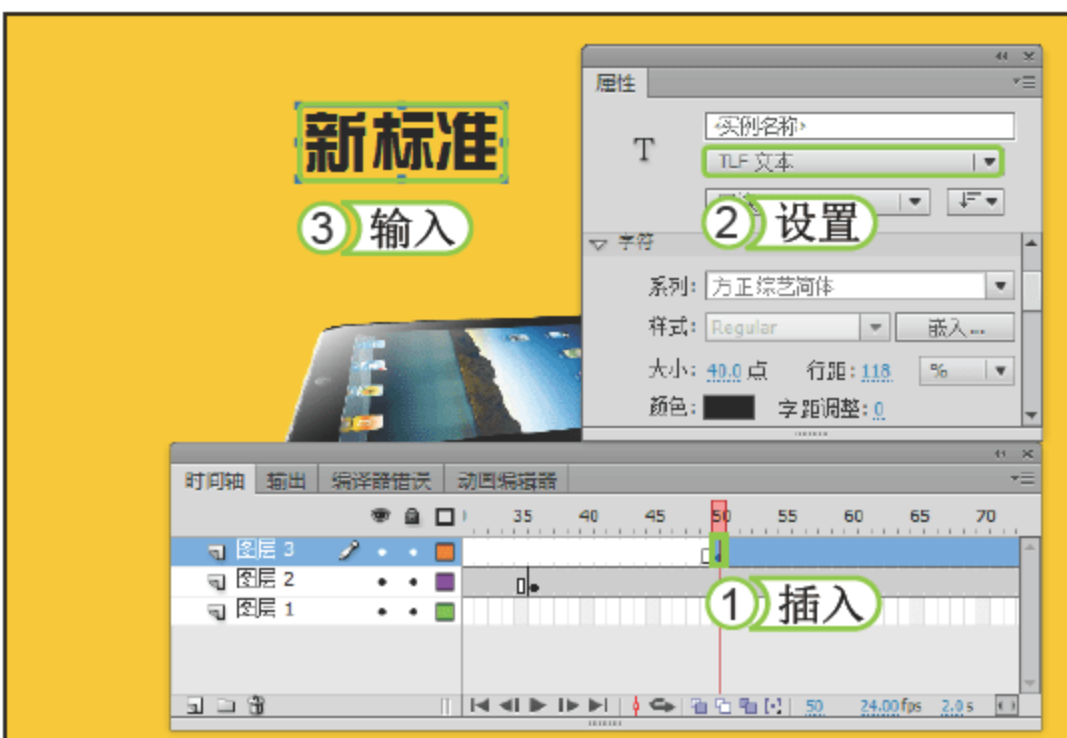 新标准
③ 输入
属性
<实例名称>
T
TLF 文本
② 设置
字符
系列: 方正综艺简体
样式: Regular 嵌入...
大小: 40.0 点 行距: 118 %
颜色: 字距调整: 0
时间轴 输出 编译器错误 动画编辑器
35 40 45 50 55 60 65 70
图层 3
图层 2
图层 1
① 插入
50 24.00 fps 2.0 s